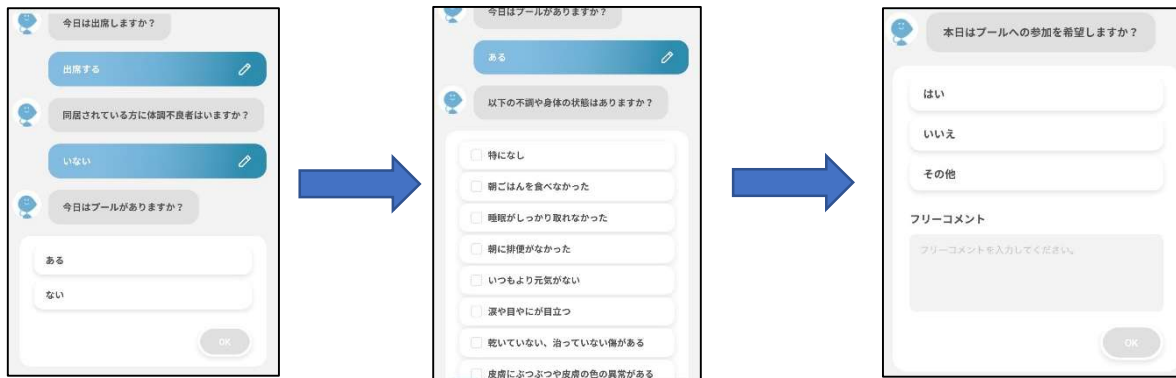 今日は出席しますか？
出席する
同居されている方に体調不良者はいますか？
いない
今日はプールがありますか？
ある
ない
OK
今日はプールがありますか？
ある
以下の不調や身体の状態はありますか？
特になし
朝ごはんを食べなかった
睡眠がしっかり取れなかった
朝に排便がなかった
いつもより元気がない
涙や目やにが目立つ
乾いていない、治っていない傷がある
皮膚にぶつぶつや皮膚の色の異常がある
本日はプールへの参加を希望しますか？
はい
いいえ
その他
フリーコメント
フリーコメントを入力してください。
OK